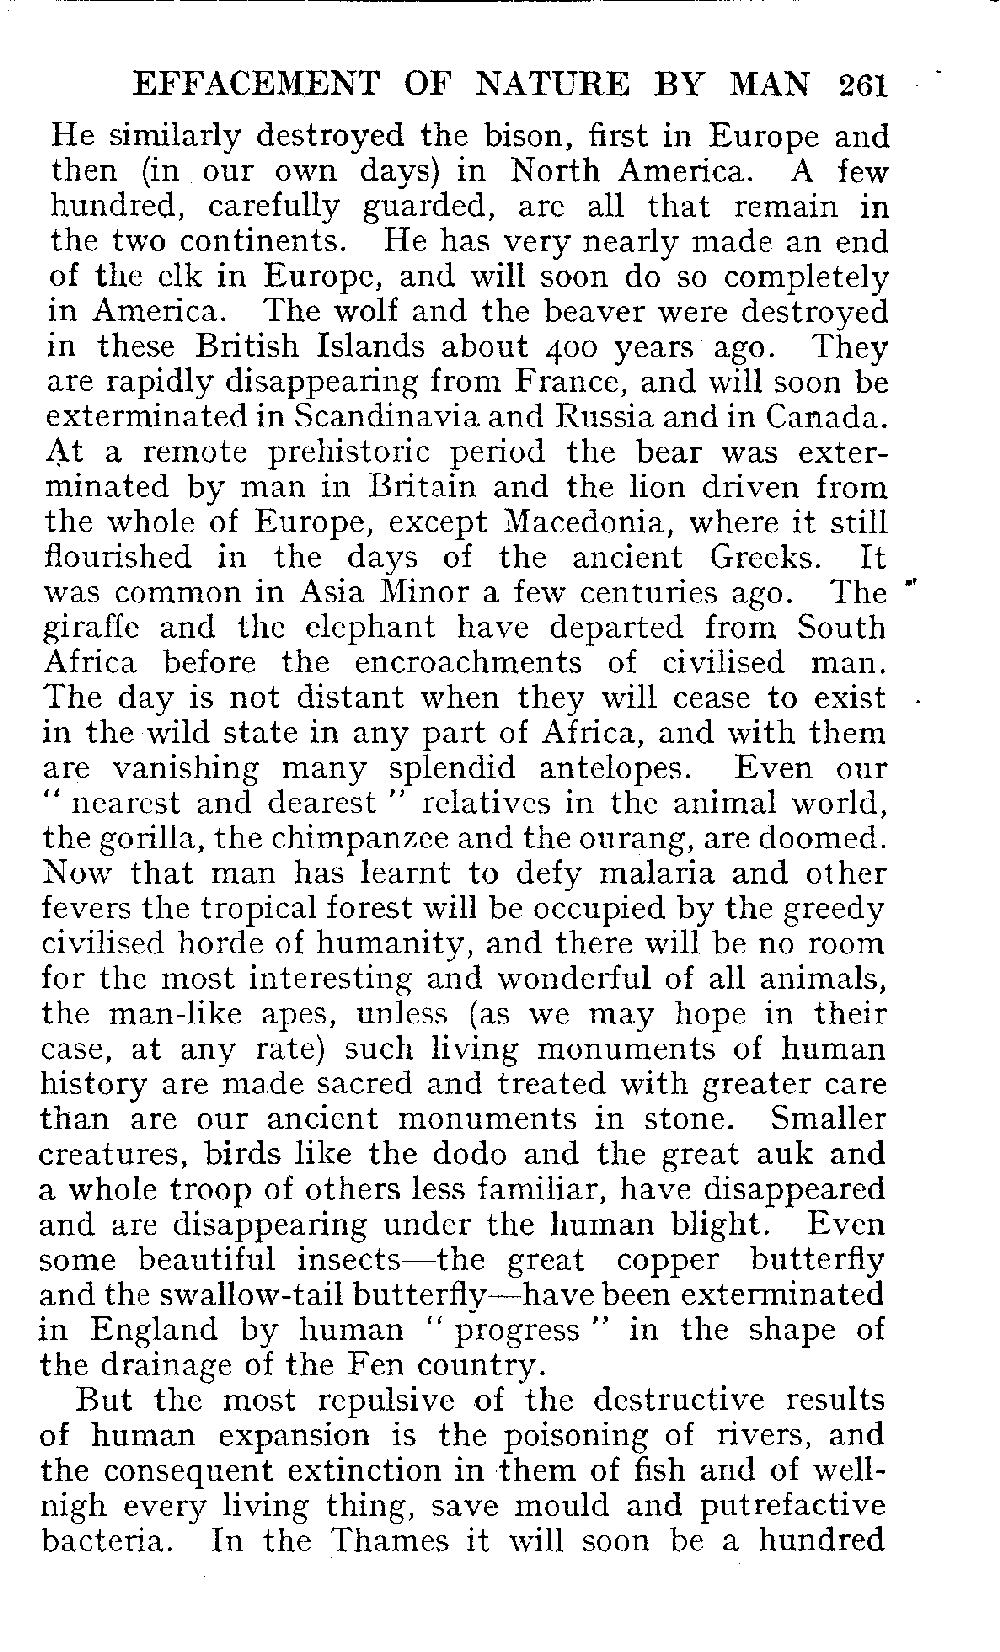 EFFACEMENT OF NATURE BY MAN 261
He similarly destroyed the bison, first in Europe and
then (in our own days) in North America. A few
hundred, carefully guarded, are all that remain in
the two continents. He has very nearly made an end
of the elk in Europe, and will soon do so completely
in America. The wolf and the beaver were destroyed
in these British Islands about 400 years ago. They
are rapidly disappearing from France, and will soon be
exterminated in Scandinavia and Russia and in Canada.
At a remote prehistoric period the bear was exter-
minated by man in Britain and the lion driven from
the whole of Europe, except Macedonia, where it still
flourished in the days of the ancient Greeks. It
was common in Asia Minor a few centuries ago. The
giraffe and the elephant have departed from South
Africa before the encroachments of civilised man.
The day is not distant when they will cease to exist
in the wild state in any part of Africa, and with them
are vanishing many splendid antelopes. Even our
“ nearest and dearest ” relatives in the animal world,
the gorilla, the chimpanzee and the ourang, are doomed.
Now that man has learnt to defy malaria and other
fevers the tropical forest will be occupied by the greedy
civilised horde of humanity, and there will be no room
for the most interesting and wonderful of all animals,
the man-like apes, unless (as we may hope in their
case, at any rate) such living monuments of human
history are made sacred and treated with greater care
than are our ancient monuments in stone. Smaller
creatures, birds like the dodo and the great auk and
a whole troop of others less familiar, have disappeared
and are disappearing under the human blight. Even
some beautiful insects—the great copper butterfly
and the swallow-tail butterfly—have been exterminated
in England by human “ progress ” in the shape of
the drainage of the Fen country.
But the most repulsive of the destructive results
of human expansion is the poisoning of rivers, and
the consequent extinction in them of fish and of well-
nigh every living thing, save mould and putrefactive
bacteria. In the Thames it will soon be a hundred